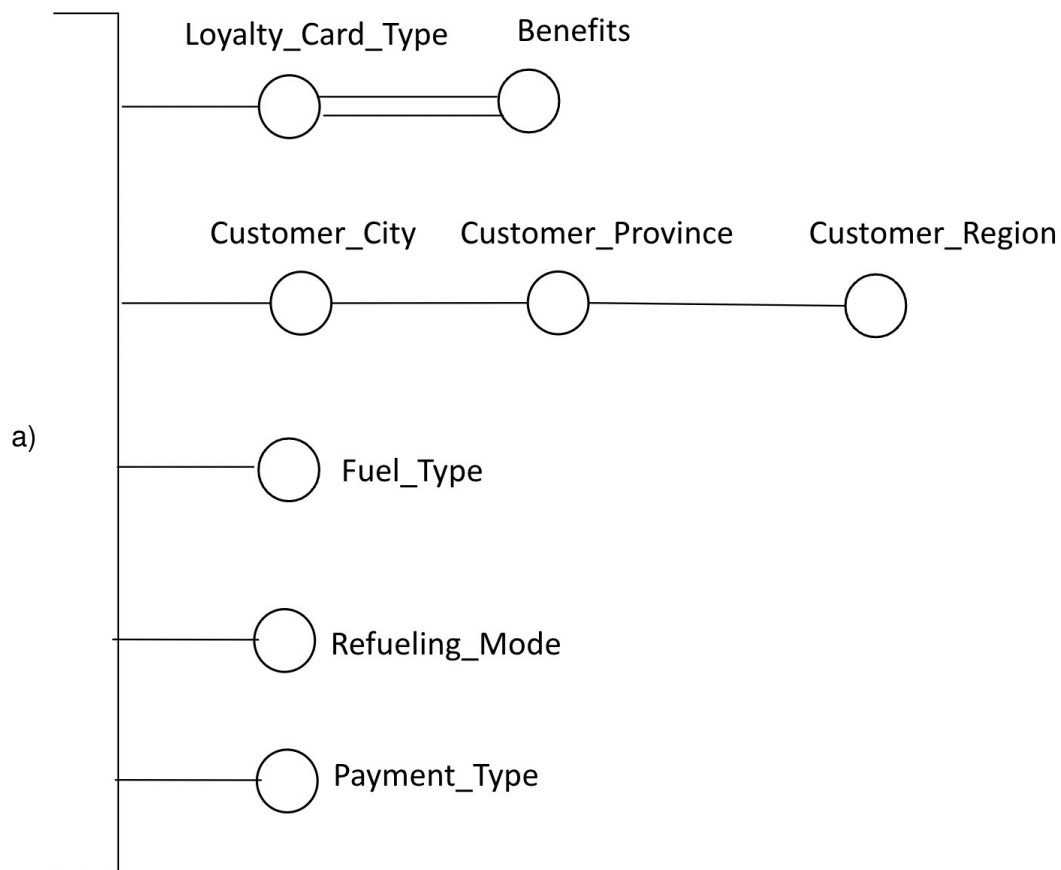 Loyalty_Card_Type Benefits
Customer_City Customer_Province Customer_Region
a)
Fuel_Type
Refueling_Mode
Payment_Type